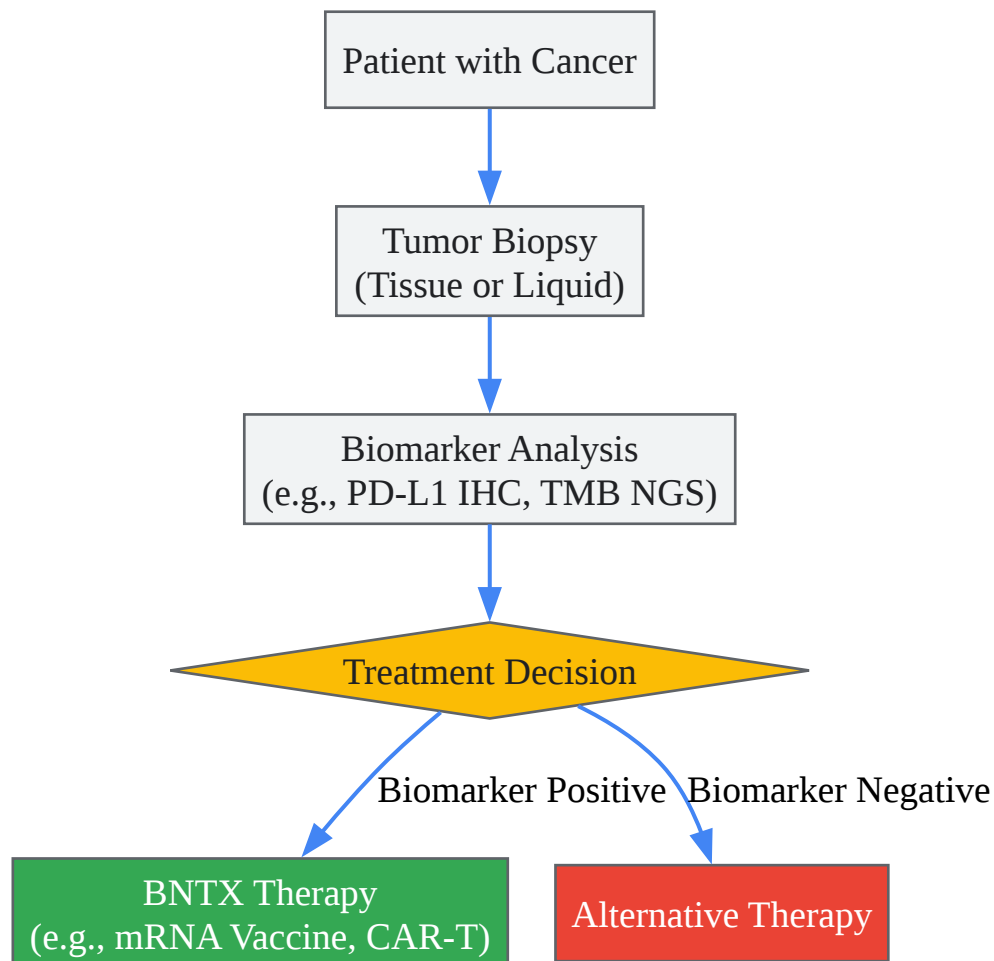 Patient with Cancer
Tumor Biopsy
(Tissue or Liquid)
Biomarker Analysis
(e.g., PD-L1 IHC, TMB NGS)
Treatment Decision
Biomarker Positive
Biomarker Negative
BNTX Therapy
(e.g., mRNA Vaccine, CAR-T)
Alternative Therapy